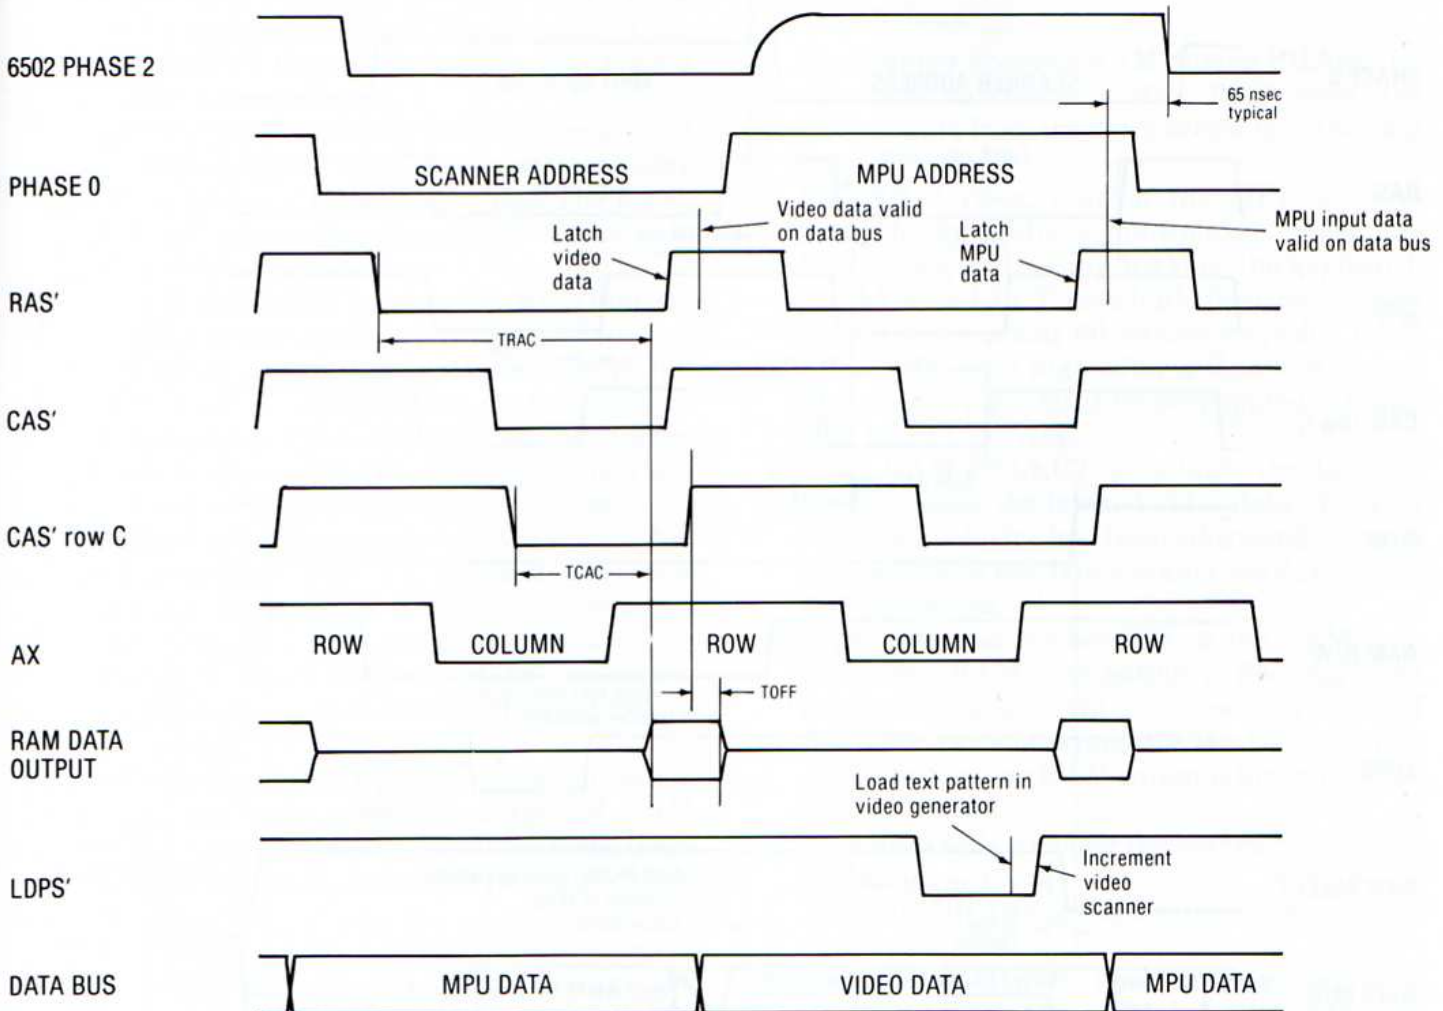 6502 PHASE 2
65 nsec
typical
PHASE 0
SCANNER ADDRESS
MPU ADDRESS
Video data valid
on data bus
MPU input data
valid on data bus
Latch
video
data
Latch
MPU
data
RAS'
TRAC
CAS'
CAS' row C
TCAC
AX
ROW
COLUMN
ROW
COLUMN
ROW
TOFF
RAM DATA
OUTPUT
Load text pattern in
video generator
LDPS'
Increment
video
scanner
DATA BUS
MPU DATA
VIDEO DATA
MPU DATA